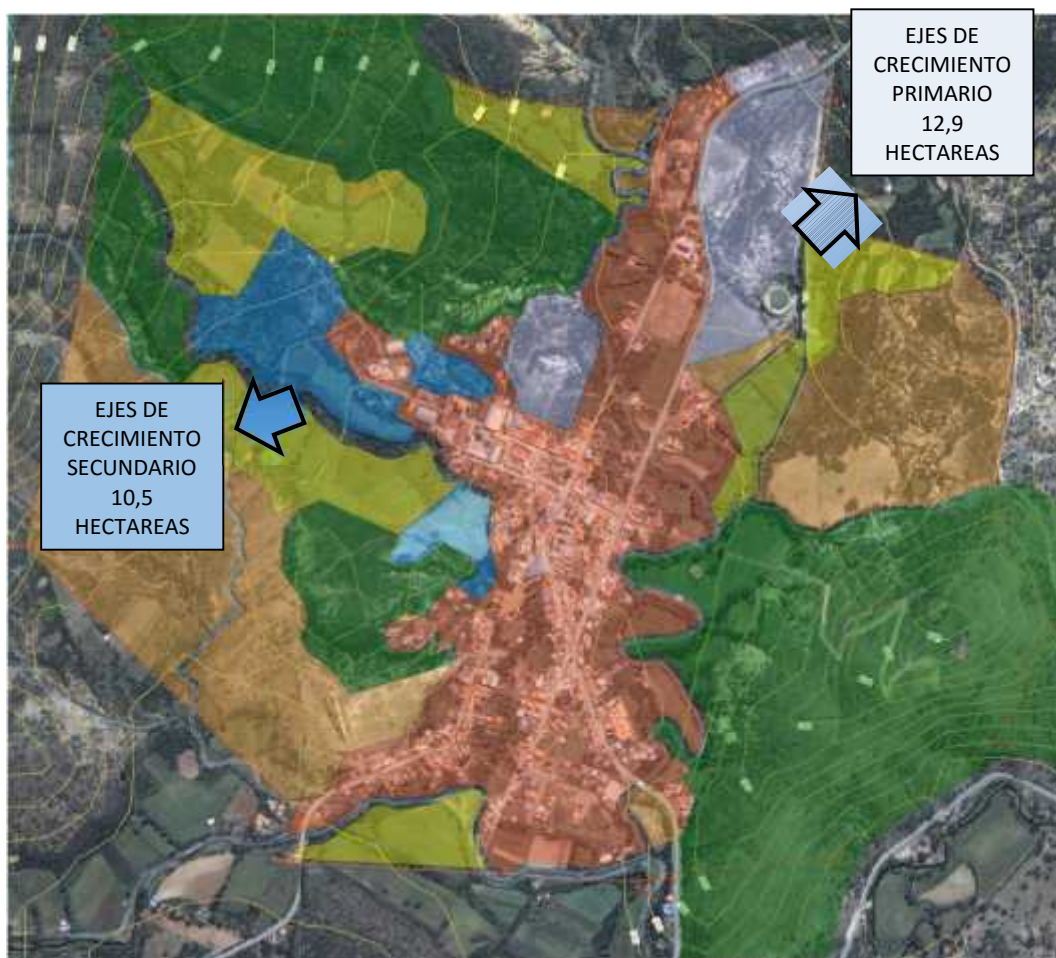 EJES DE
CRECIMIENTO
PRIMARIO
12,9
HECTAREAS
EJES DE
CRECIMIENTO
SECUNDARIO
10,5
HECTAREAS